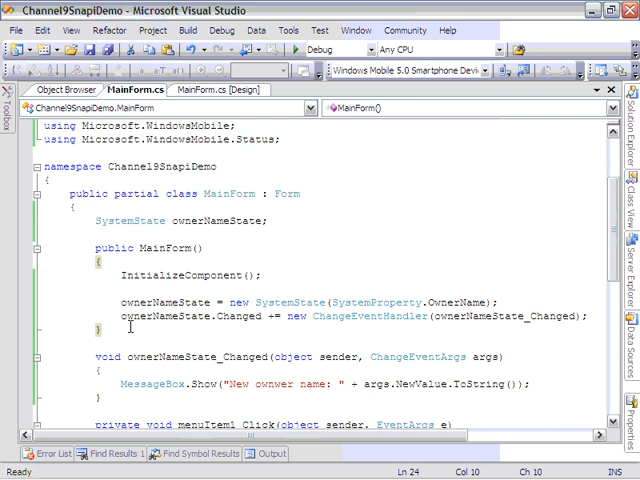 Channel9SnapiDemo - Microsoft Visual Studio
File Edit View Refactor Project Build Debug Data Tools Test Window Community Help
Debug Any CPU
Windows Mobile 5.0 Smartphone Devi
Object Browser MainForm.cs MainForm.cs [Design]
Channel9SnapiDemo.MainForm MainForm()
using Microsoft.WindowsMobile;
using Microsoft.WindowsMobile.Status;
namespace Channel9SnapiDemo
{
public partial class MainForm : Form
{
SystemState ownerNameState;
public MainForm()
{
InitializeComponent();
ownerNameState = new SystemState(SystemProperty.OwnerName);
ownerNameState.Changed += new ChangeEventHandler(ownerNameState_Changed);
}
void ownerNameState_Changed(object sender, ChangeEventArgs args)
{
MessageBox.Show("New ownwer name: " + args.NewValue.ToString());
}
private void menuItem1_Click(object sender, EventArgs e)
Toolbox
Solution Explorer
Class View
Server Explorer
Data Sources
Properties
Error List Find Results 1 Find Symbol Results Output
Ready Ln 24 Col 10 Ch 10